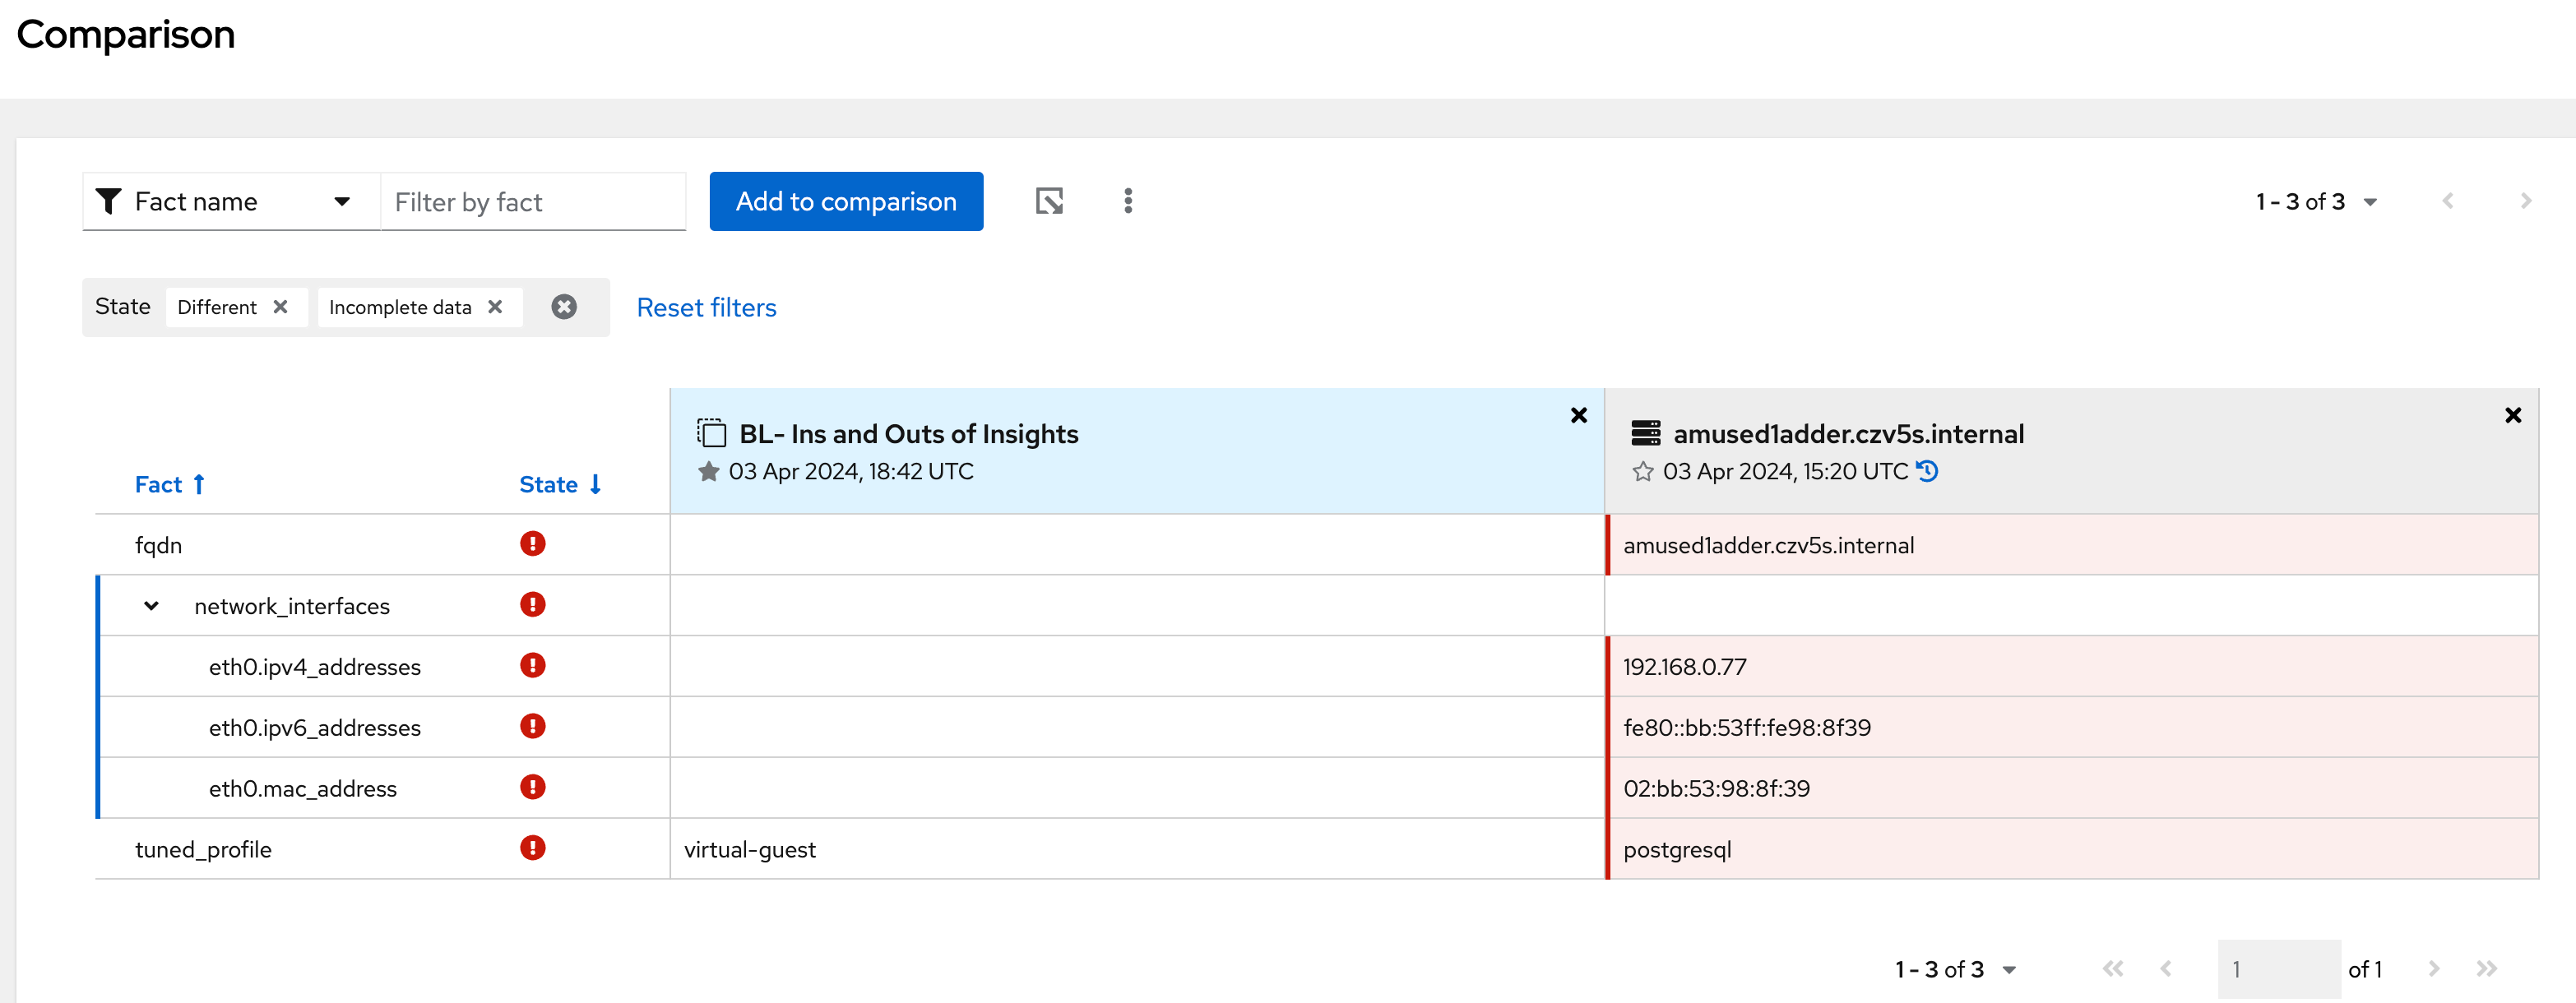 Comparison
Fact name Filter by fact Add to comparison 1 - 3 of 3
State Different Incomplete data Reset filters
BL- Ins and Outs of Insights amused1adder.czv5s.internal
03 Apr 2024, 18:42 UTC 03 Apr 2024, 15:20 UTC
Fact State
fqdn amused1adder.czv5s.internal
network_interfaces
eth0.ipv4_addresses 192.168.0.77
eth0.ipv6_addresses fe80::bb:53ff:fe98:8f39
eth0.mac_address 02:bb:53:98:8f:39
tuned_profile virtual-guest postgresql
1 - 3 of 3 1 of 1